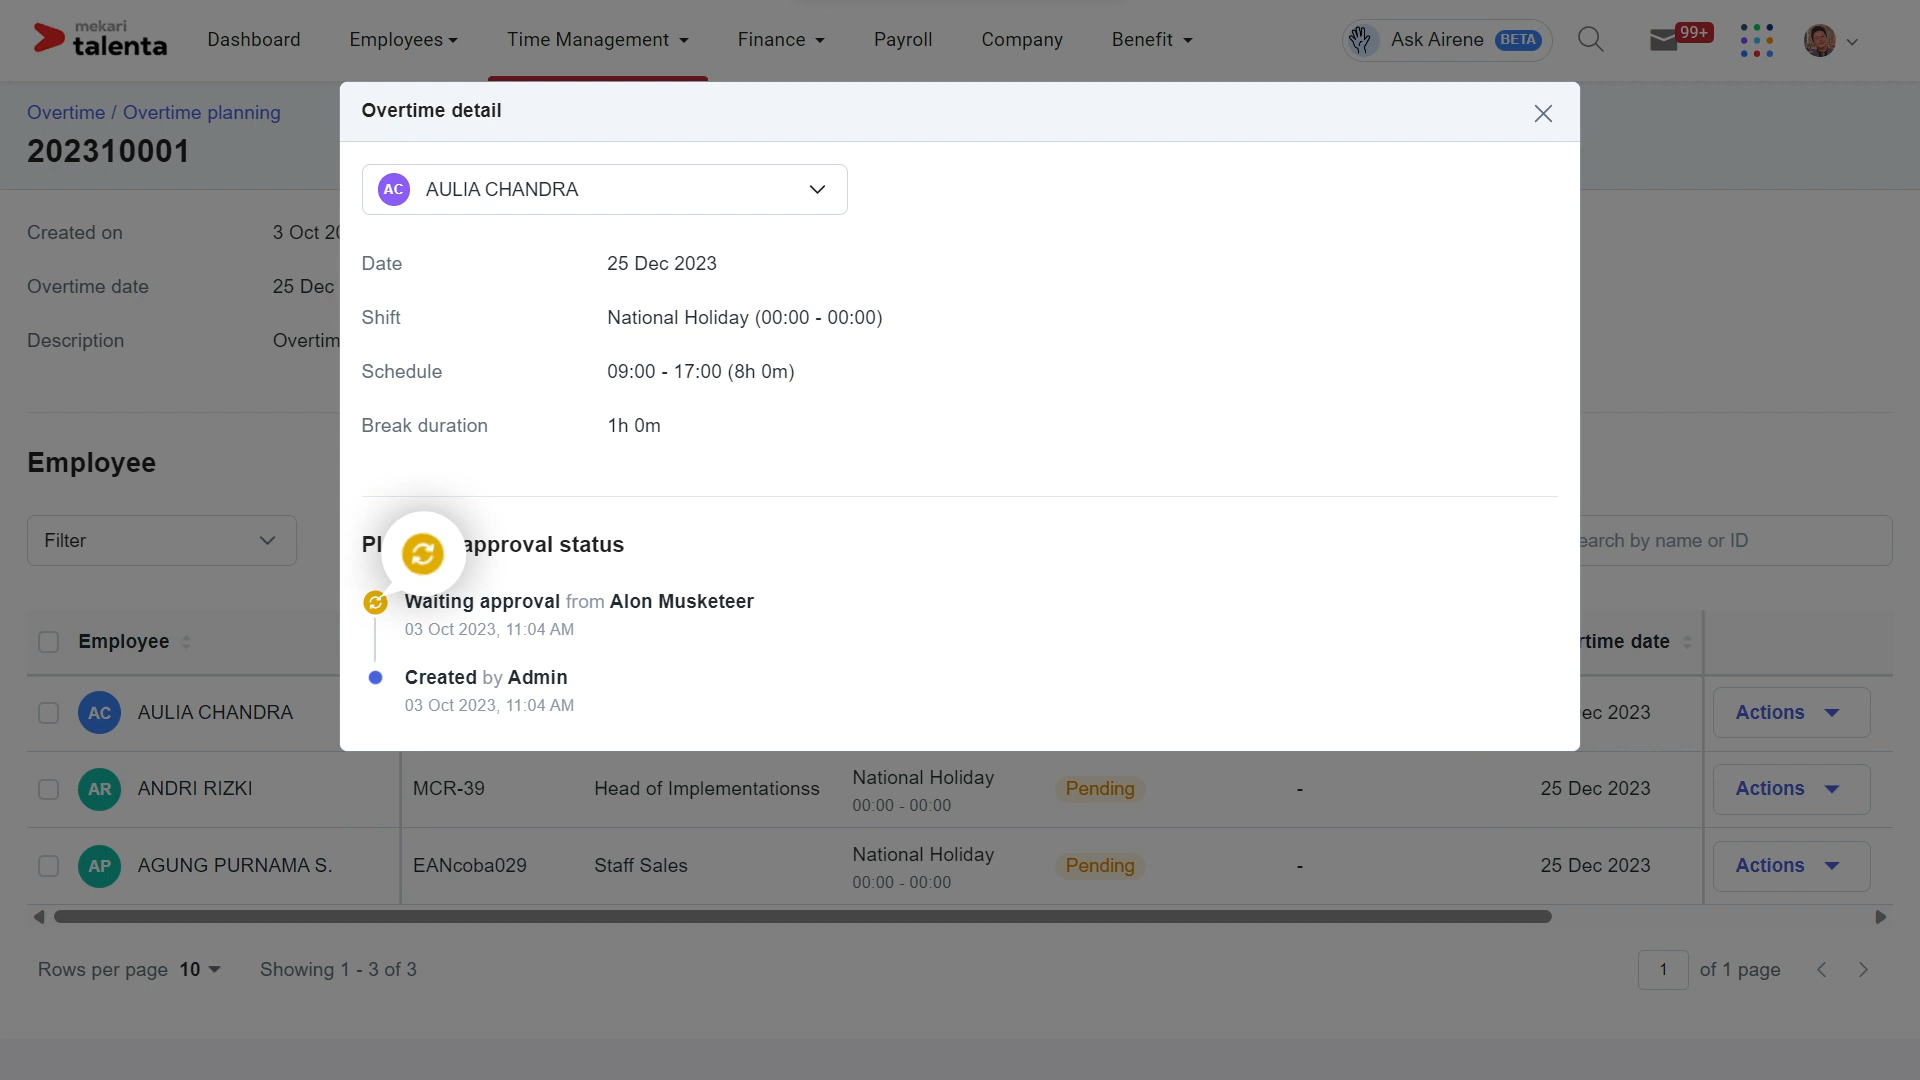 mekari
talenta
Dashboard
Employees
Time Management
Finance
Payroll
Company
Benefit
Ask Airene BETA
99+
Overtime / Overtime planning
202310001
Created on
3 Oct 20
Overtime date
25 Dec
Description
Overtim
Overtime detail
AC AULIA CHANDRA
Date 25 Dec 2023
Shift National Holiday (00:00 - 00:00)
Schedule 09:00 - 17:00 (8h 0m)
Break duration 1h 0m
Pl approval status
Waiting approval from Alon Musketeer
03 Oct 2023, 11:04 AM
Created by Admin
03 Oct 2023, 11:04 AM
Employee
Filter
earch by name or ID
Employee
rtime date
AC AULIA CHANDRA
ec 2023 Actions
AR ANDRI RIZKI MCR-39 Head of Implementationss National Holiday Pending - 25 Dec 2023 Actions
00:00 - 00:00
AP AGUNG PURNAMA S. EANcoba029 Staff Sales National Holiday Pending - 25 Dec 2023 Actions
00:00 - 00:00
Rows per page 10 Showing 1 - 3 of 3
1 of 1 page